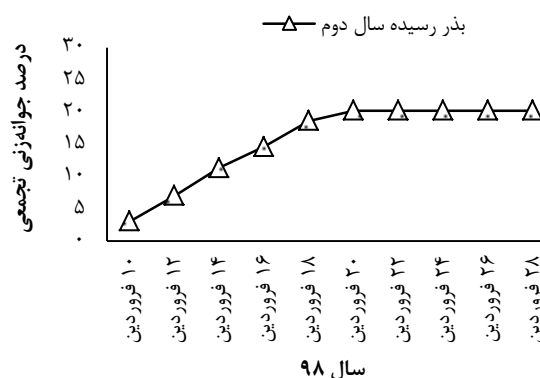 بذر رسیده سال دوم
درصد جوانه‌زنی تجمعی
۳۰
۲۵
۲۰
۱۵
۱۰
۵
۰
۱۰ فروردین
۱۲ فروردین
۱۴ فروردین
۱۶ فروردین
۱۸ فروردین
۲۰ فروردین
۲۲ فروردین
۲۴ فروردین
۲۶ فروردین
۲۸ فروردین
سال ۹۸